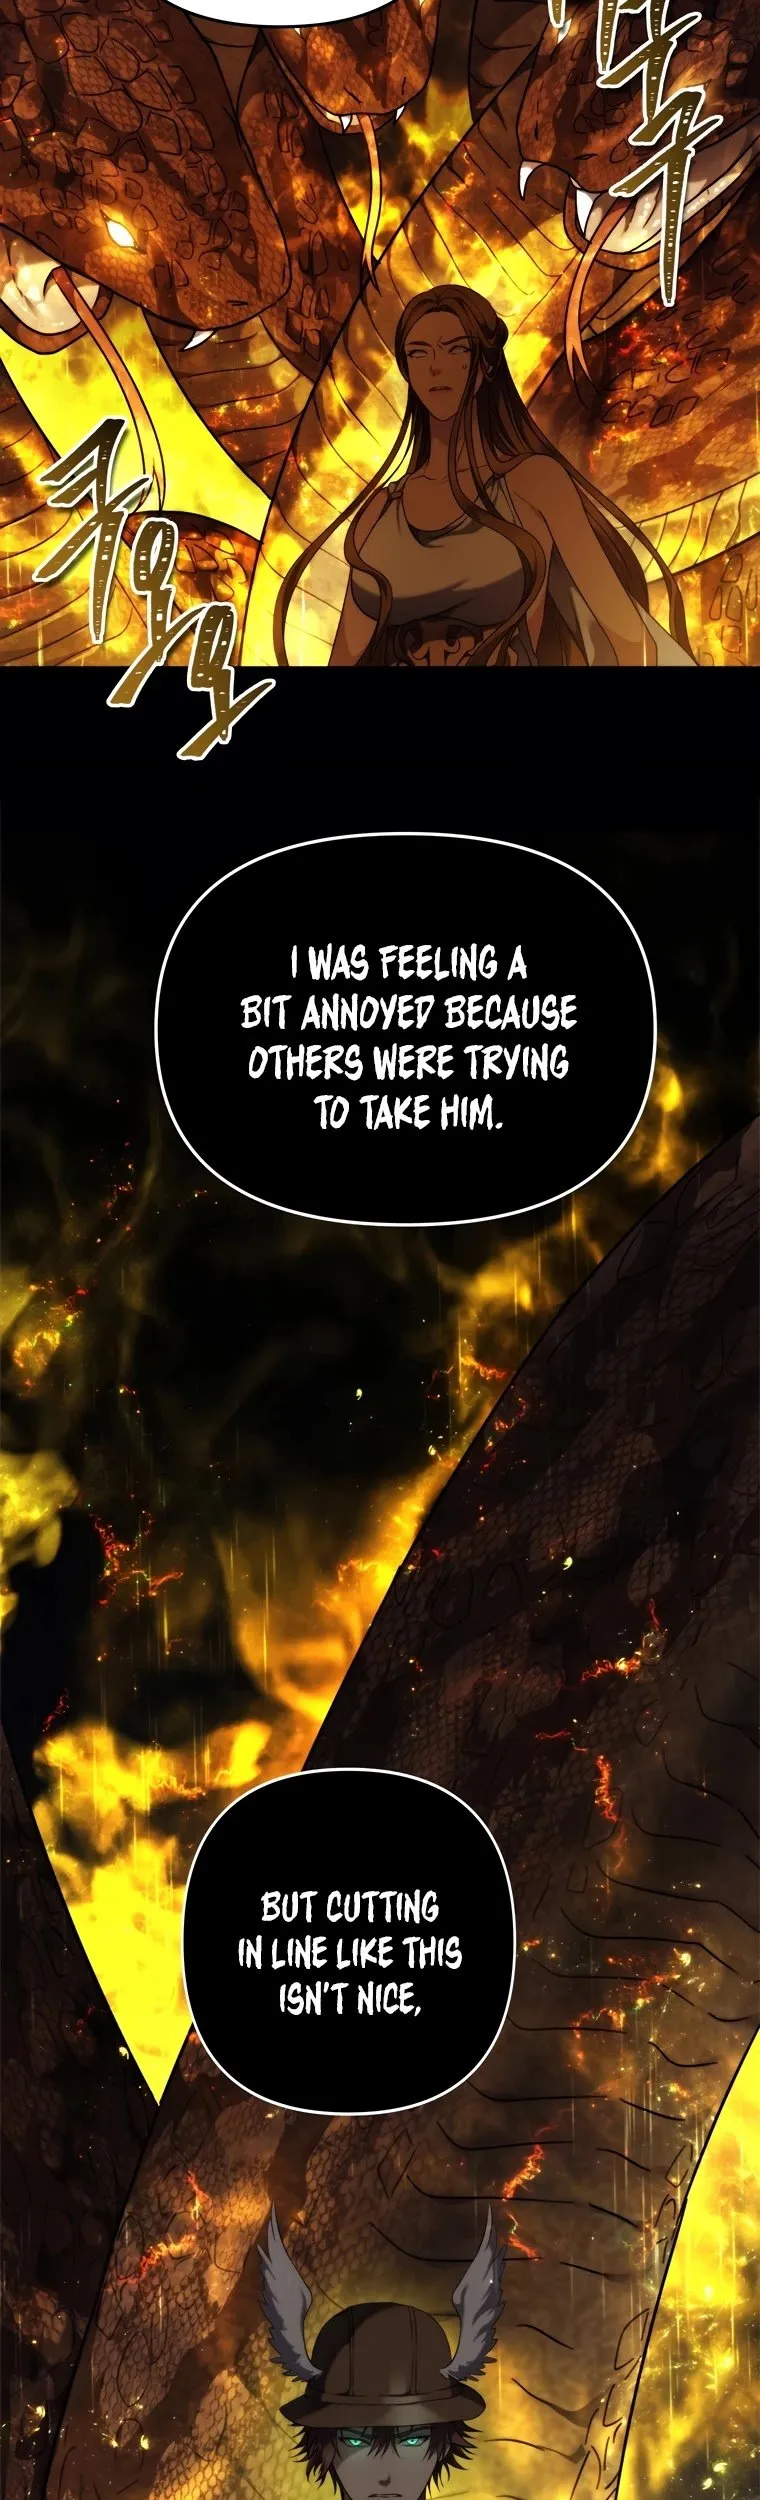 I WAS FEELING A
BIT ANNOYED BECAUSE
OTHERS WERE TRYING
TO TAKE HIM.
BUT CUTTING
IN LINE LIKE THIS
ISN'T NICE,